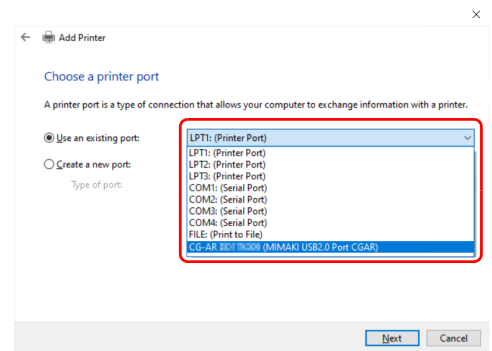 Add Printer
Choose a printer port
A printer port is a type of connection that allows your computer to exchange information with a printer.
Use an existing port:
LPT1: (Printer Port)
LPT1: (Printer Port)
LPT2: (Printer Port)
LPT3: (Printer Port)
COM1: (Serial Port)
COM2: (Serial Port)
COM3: (Serial Port)
COM4: (Serial Port)
FILE: (Print to File)
CG-AR (MIMAKI USB2.0 Port CGAR)
Create a new port:
Type of port:
Next
Cancel